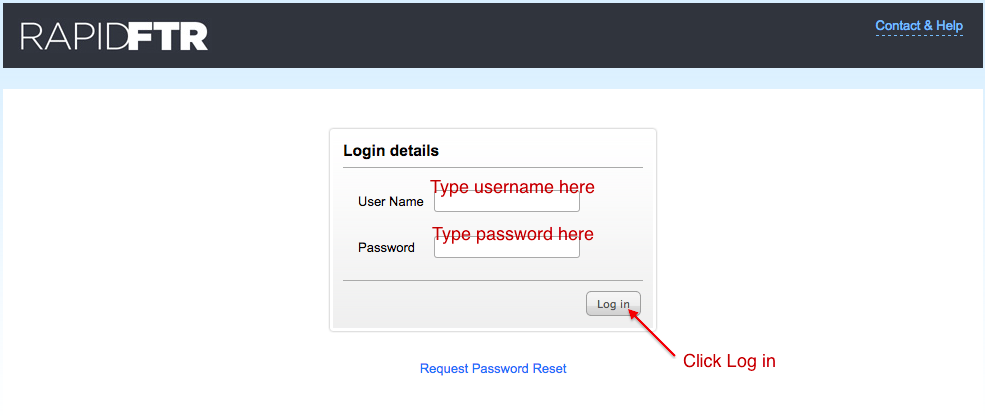 RAPIDFTR
Contact & Help
Login details
Type username here
User Name
Type password here
Password
Log in
Click Log in
Request Password Reset